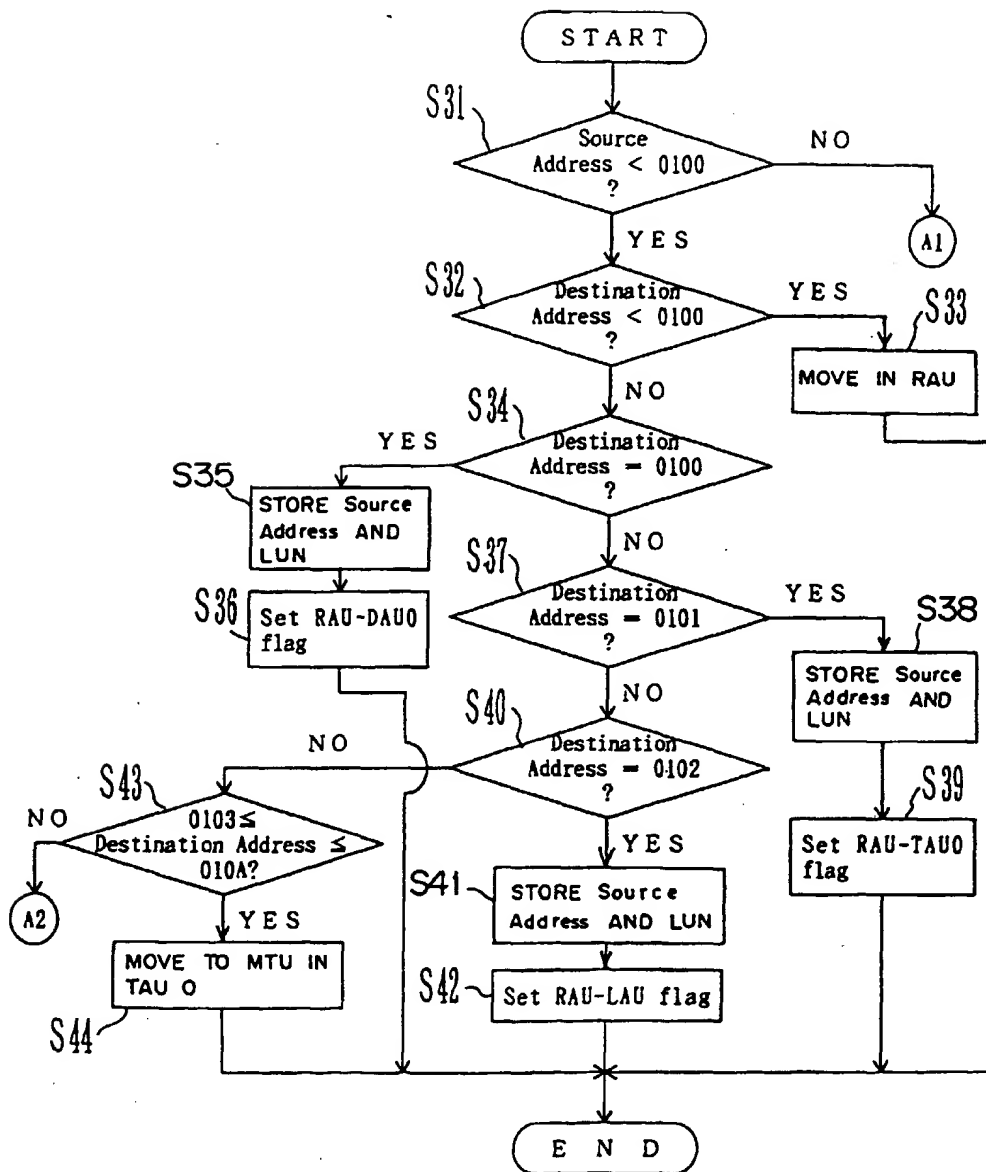 START
S31
Source
Address < 0100
?
NO
A1
YES
S32
Destination
Address < 0100
?
YES
S33
MOVE IN RAU
NO
S34
Destination
Address = 0100
?
YES
S35
STORE Source
Address AND
LUN
NO
S36
Set RAU-DAU0
flag
S37
Destination
Address = 0101
?
YES
S38
STORE Source
Address AND
LUN
NO
S40
Destination
Address = 0102
?
NO
S39
Set RAU-TAU0
flag
S43
0103≤
Destination Address ≤
010A?
NO
A2
YES
YES
S41
STORE Source
Address AND LUN
MOVE TO MTU IN
TAU 0
S44
S42
Set RAU-LAU flag
END